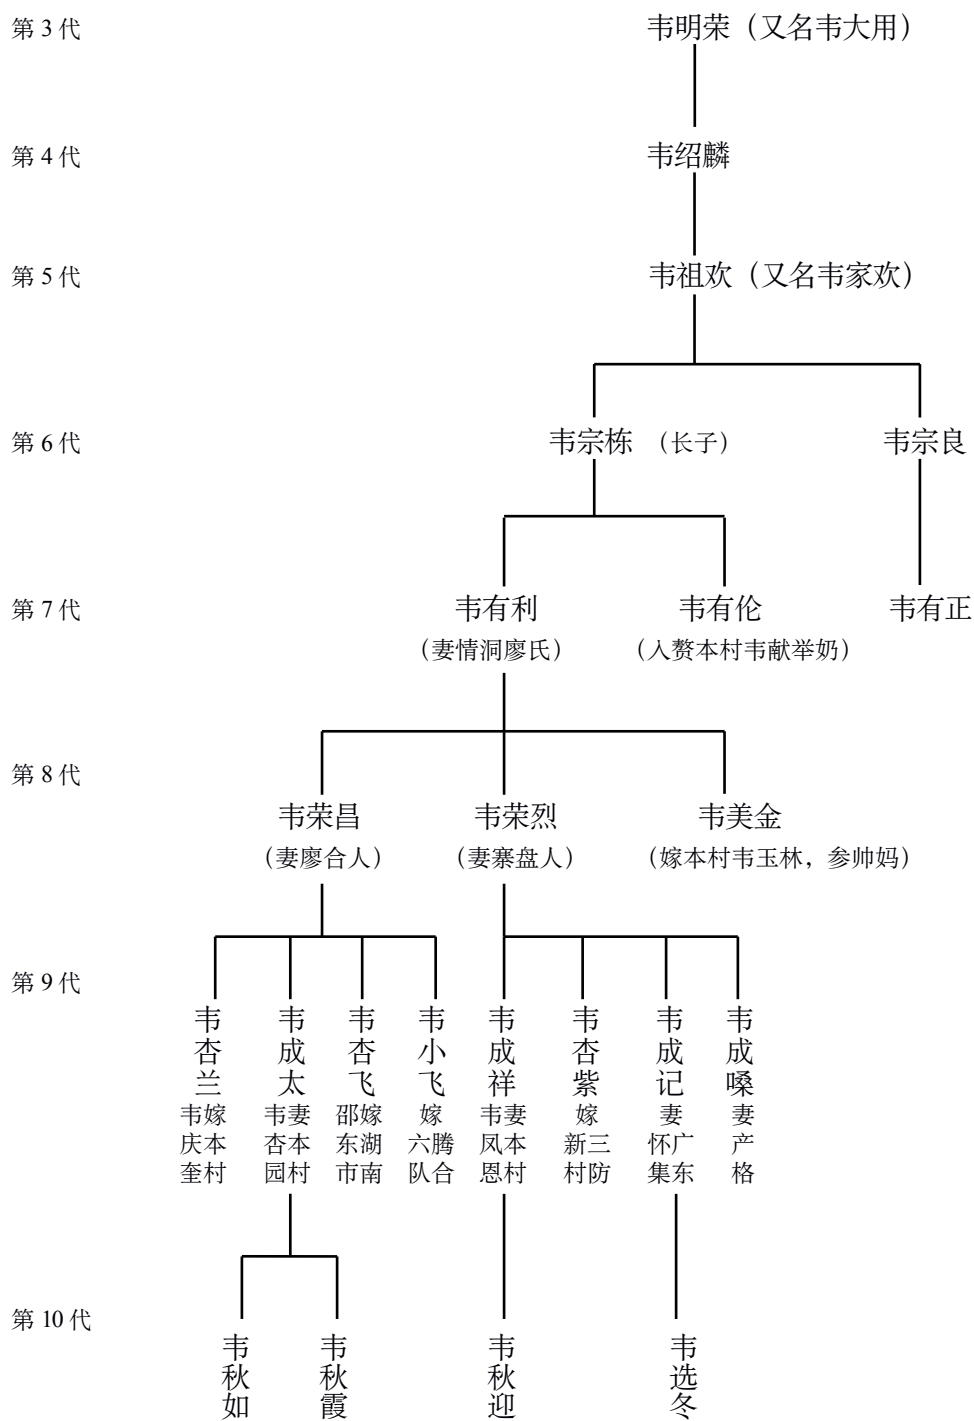 第 3 代
韦明荣（又名韦大用）
第 4 代
韦绍麟
第 5 代
韦祖欢（又名韦家欢）
第 6 代
韦宗栋 （长子）
韦宗良
第 7 代
韦有利
（妻情洞廖氏）
韦有伦
（入赘本村韦献举奶）
韦有正
第 8 代
韦荣昌
（妻廖合人）
韦荣烈
（妻寨盘人）
韦美金
（嫁本村韦玉林，参帅妈）
第 9 代
韦杏兰
嫁本村
韦庆奎
韦成太
妻本村
韦杏园
韦杏飞
嫁湖南
邵东市
韦小飞
嫁腾合
六队
韦成祥
妻本村
韦凤恩
韦杏紫
嫁三防
新村
韦成记
妻广东
怀集
韦成嗓
妻产格
第 10 代
韦秋如
韦秋霞
韦秋迎
韦选冬